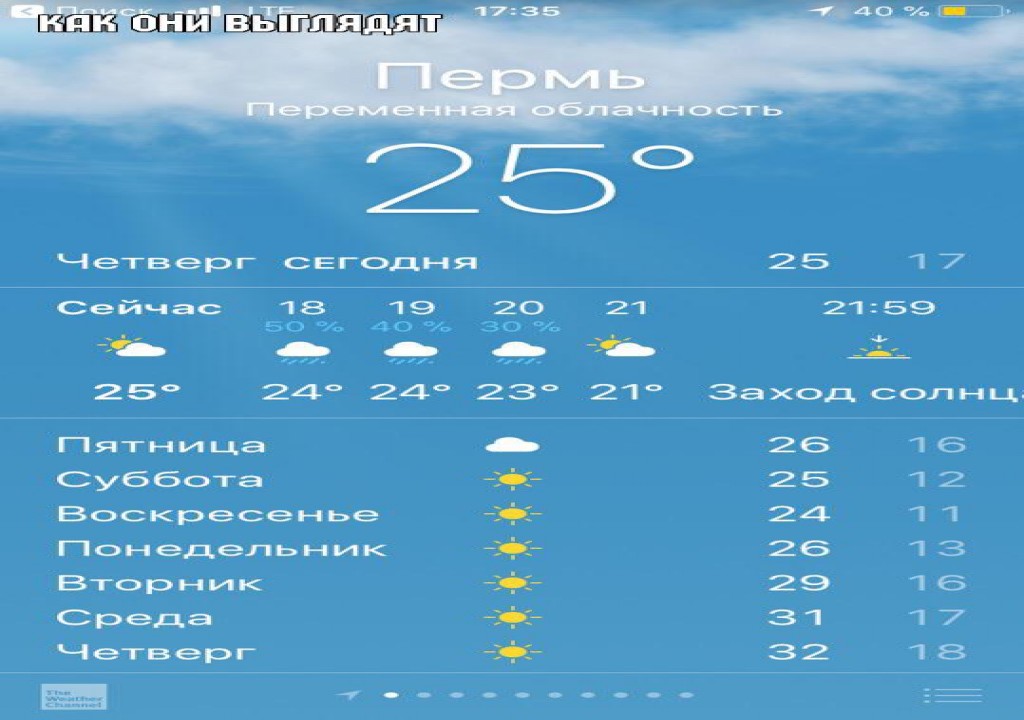 Поиск LTE 17:35 40 %
КАК ОНИ ВЫГЛЯДЯТ
Пермь
Переменная облачность
25°
Четверг СЕГОДНЯ 25 17
Сейчас 18 19 20 21 21:59
50 % 40 % 30 %
25° 24° 24° 23° 21° Заход солнца
Пятница 26 16
Суббота 25 12
Воскресенье 24 11
Понедельник 26 13
Вторник 29 16
Среда 31 17
Четверг 32 18
The
Weather
Channel